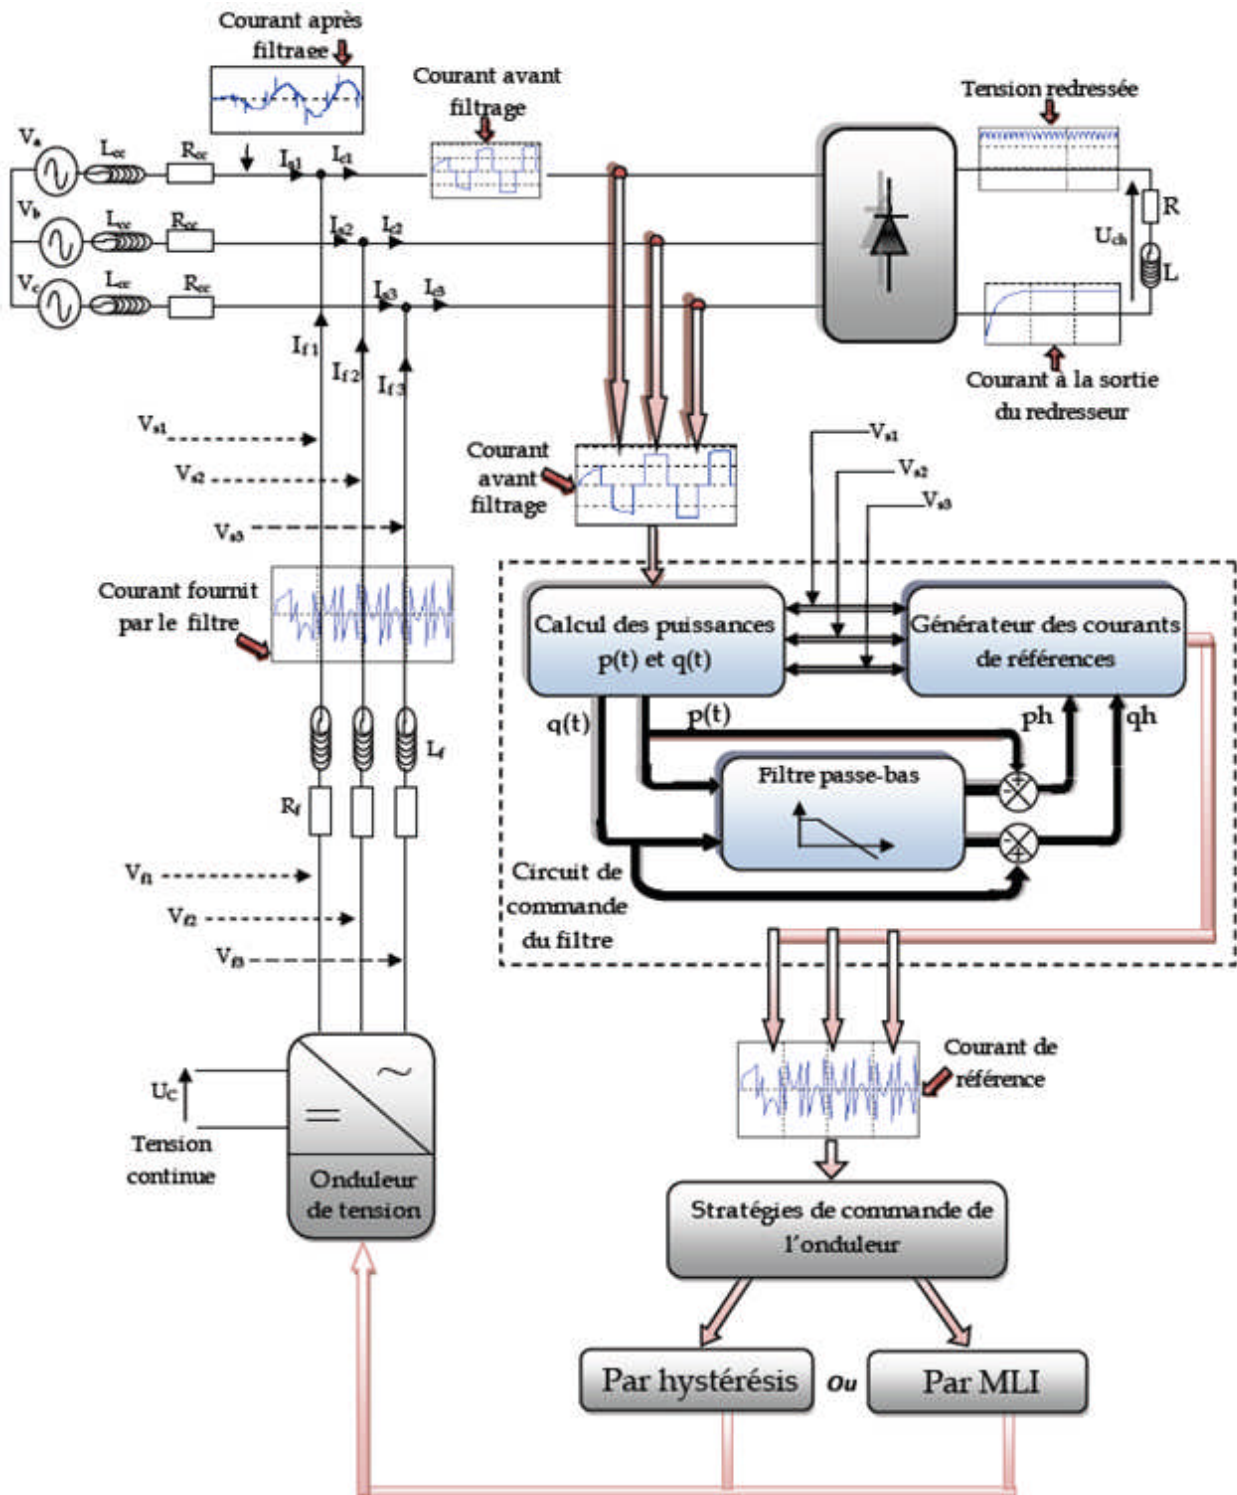 Courant après
filtrage
Courant avant
filtrage
Tension redressée
Va
Lcc
Rcc
Is1
Ic1
Vb
Lcc
Rcc
Is2
Ic2
Vc
Lcc
Rcc
Is3
Ic3
R
Uch
L
If1
If2
If3
Courant à la sortie
du redresseur
Vs1
Vs2
Vs3
Courant
avant
filtrage
Vs1
Vs2
Vs3
Courant fournit
par le filtre
Calcul des puissances
p(t) et q(t)
Générateur des courants
de références
q(t)
p(t)
ph
qh
Lf
Rf
Filtre passe-bas
Vf1
Vf2
Vf3
Circuit de
commande
du filtre
Courant de
référence
UC
Tension
continue
Onduleur
de tension
Stratégies de commande de
l'onduleur
Par hystérésis
Ou
Par MLI